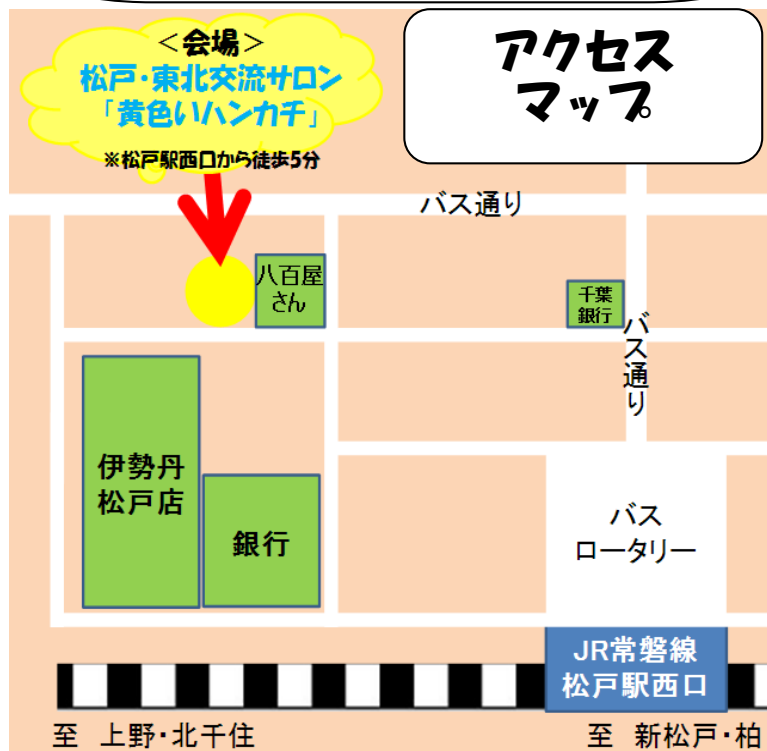 ＜会場＞
松戸・東北交流サロン
「黄色いハンカチ」
※松戸駅西口から徒歩5分
アクセス
マップ
バス通り
八百屋
さん
千葉
銀行
バス通り
伊勢丹
松戸店
銀行
バス
ロータリー
JR常磐線
松戸駅西口
至 上野・北千住
至 新松戸・柏